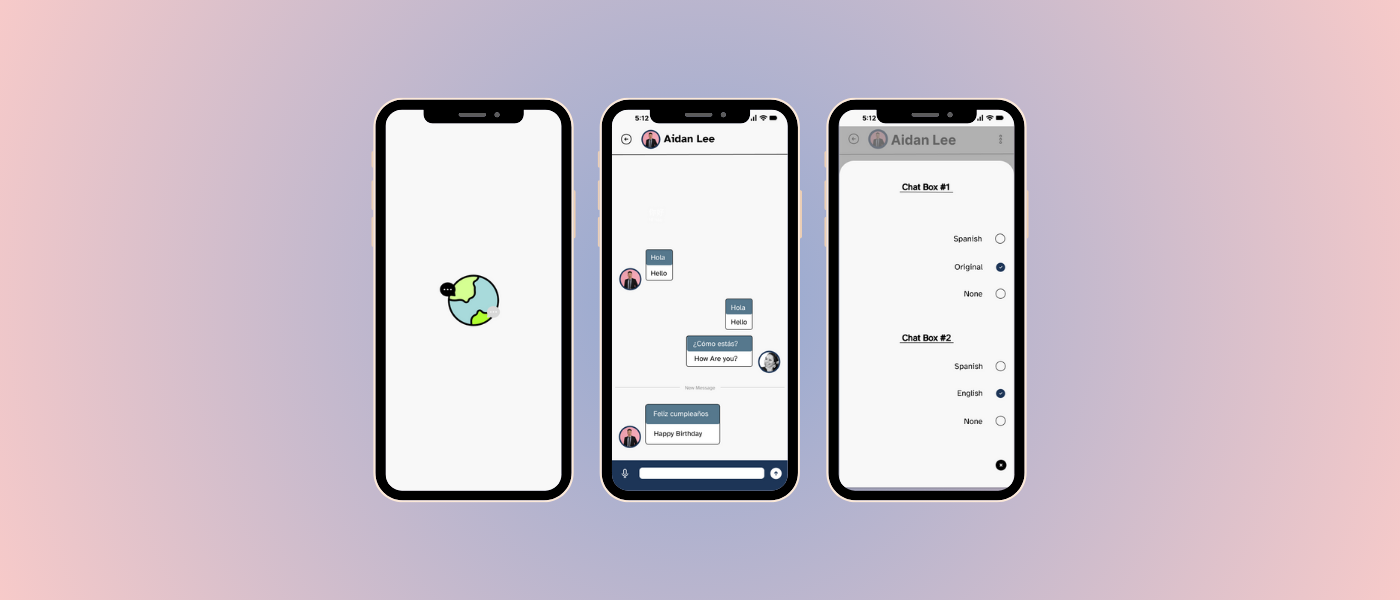 5:12
Aidan Lee
Hola
Hello
Hola
Hello
¿Cómo estás?
How Are you?
New Message
Feliz cumpleaños
Happy Birthday
5:12
Aidan Lee
Chat Box #1
Spanish
Original
None
Chat Box #2
Spanish
English
None